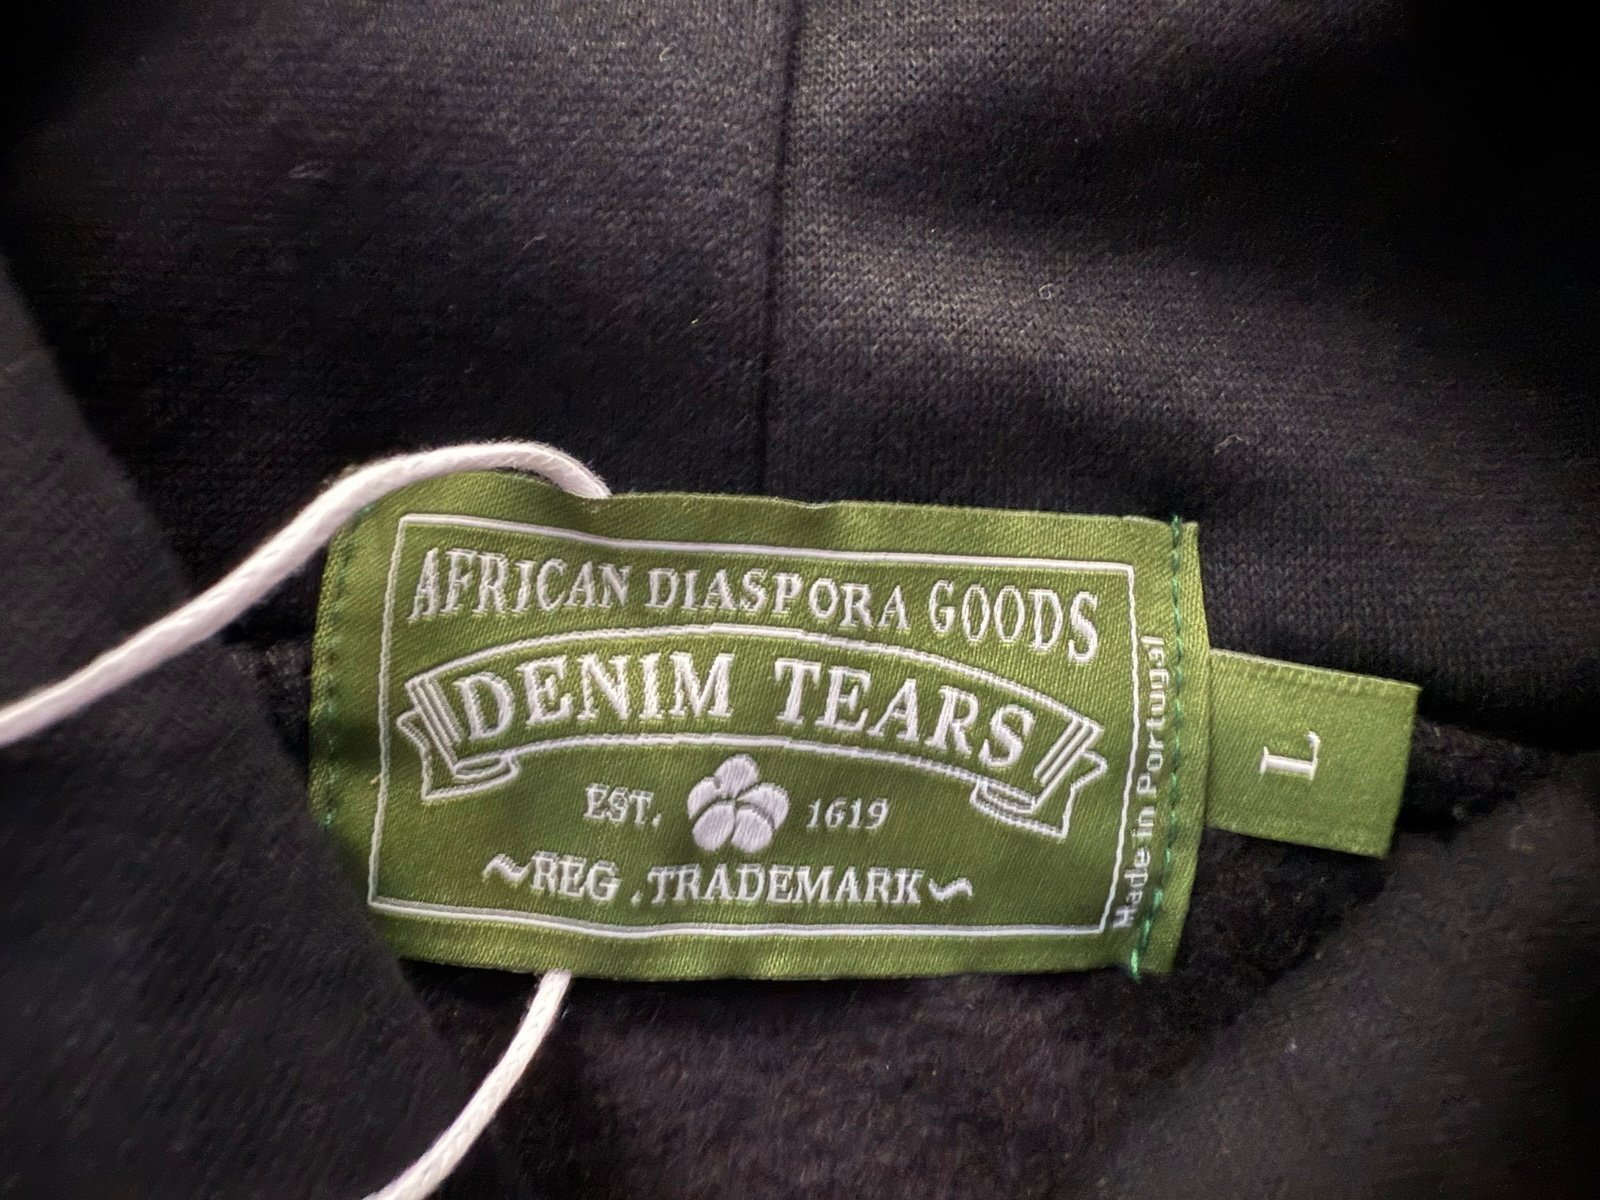 AFRICAN DIASPORA GOODS
DENIM TEARS
EST. 1619
~REG .TRADEMARK~
Made in Portugal
L